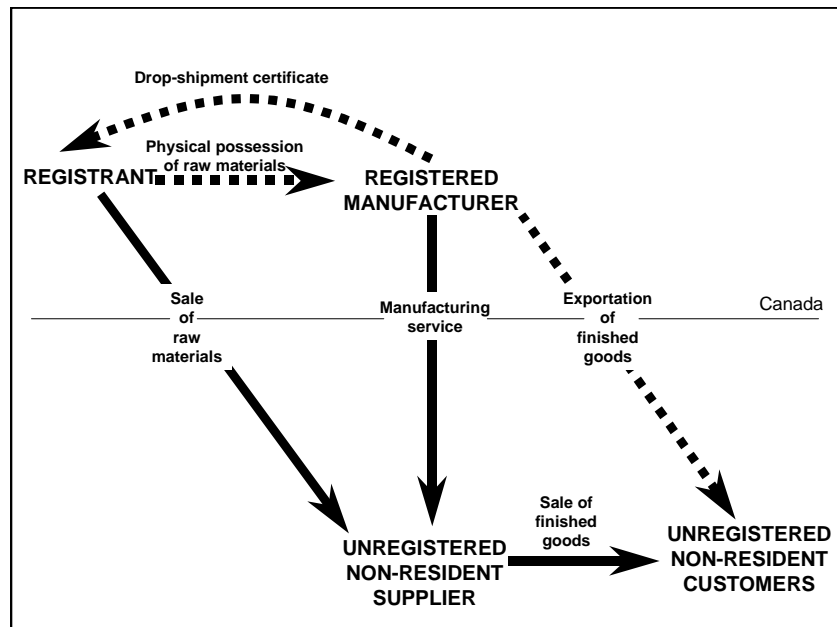 Drop-shipment certificate
Physical possession
of raw materials
REGISTRANT
REGISTERED
MANUFACTURER
Sale
of
raw
materials
Manufacturing
service
Exportation
of
finished
goods
Canada
Sale of
finished
goods
UNREGISTERED
NON-RESIDENT
SUPPLIER
UNREGISTERED
NON-RESIDENT
CUSTOMERS